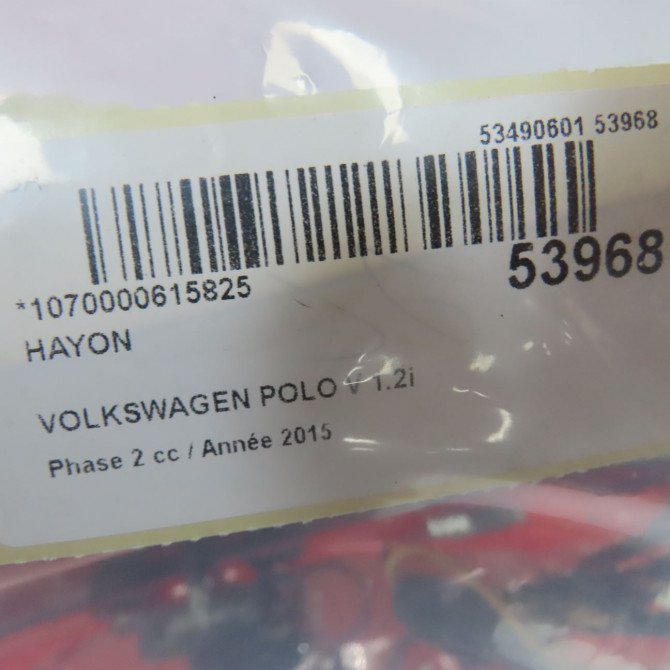 53490601 53968
53968
*1070000615825
HAYON
VOLKSWAGEN POLO V 1.2i
Phase 2 cc / Année 2015